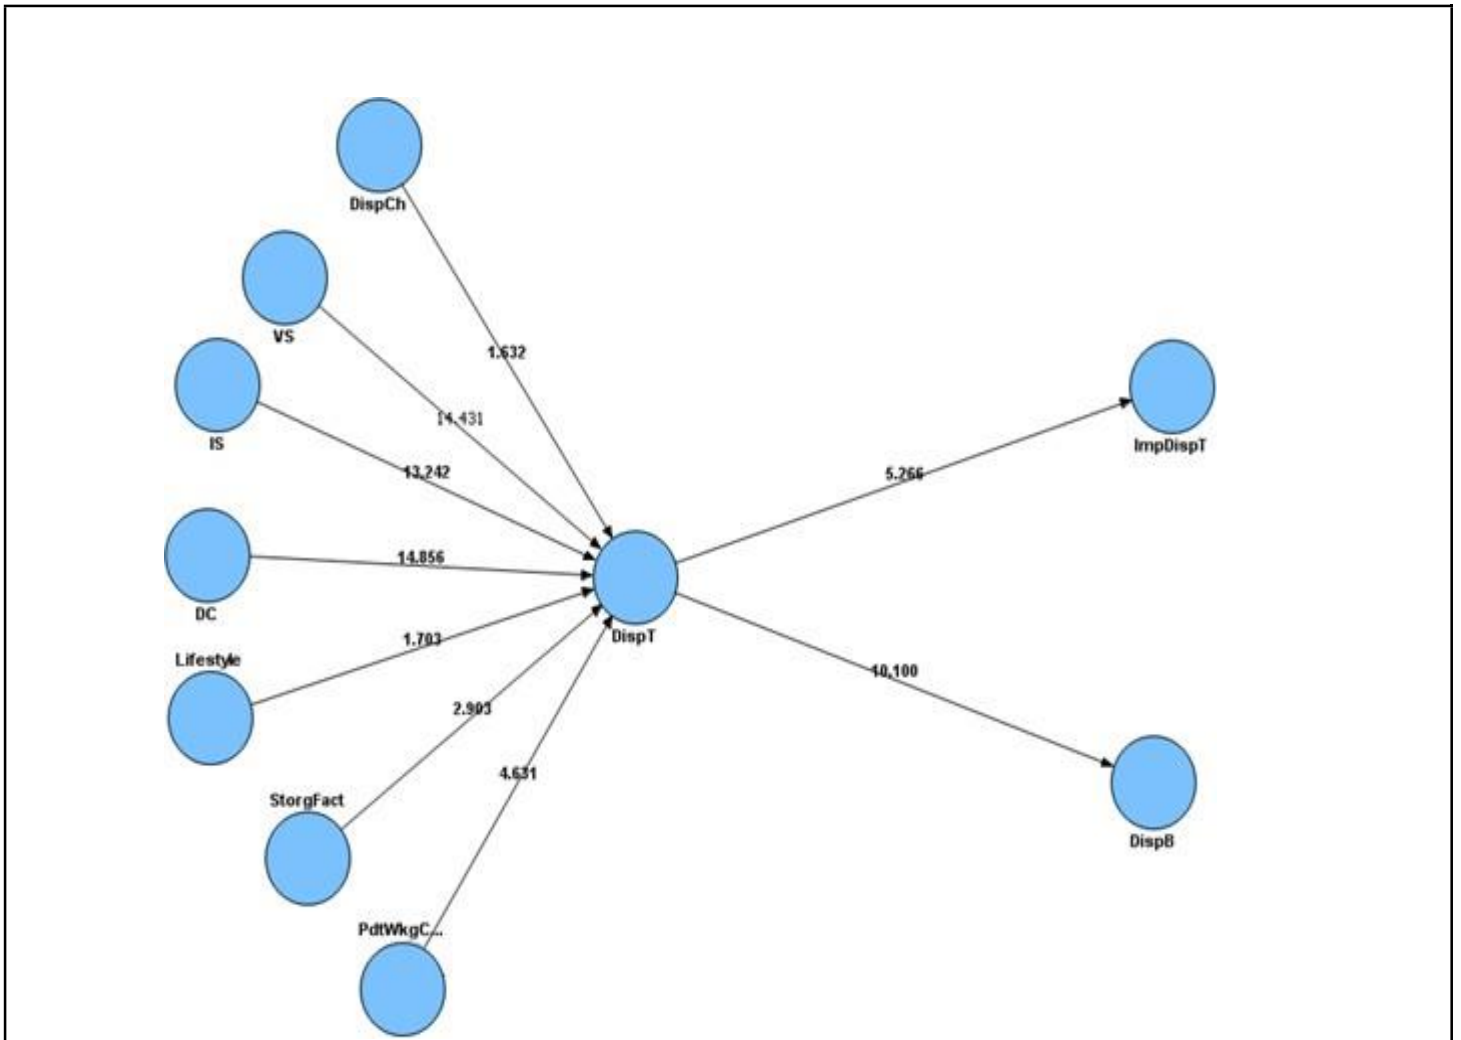 DispCh
VS
1.632
14.431
IS
13.242
ImpDispT
5.266
DC
14.856
DispT
Lifestyle
1.703
10.100
StorgFact
2.903
4.631
DispB
PdtWkgC...